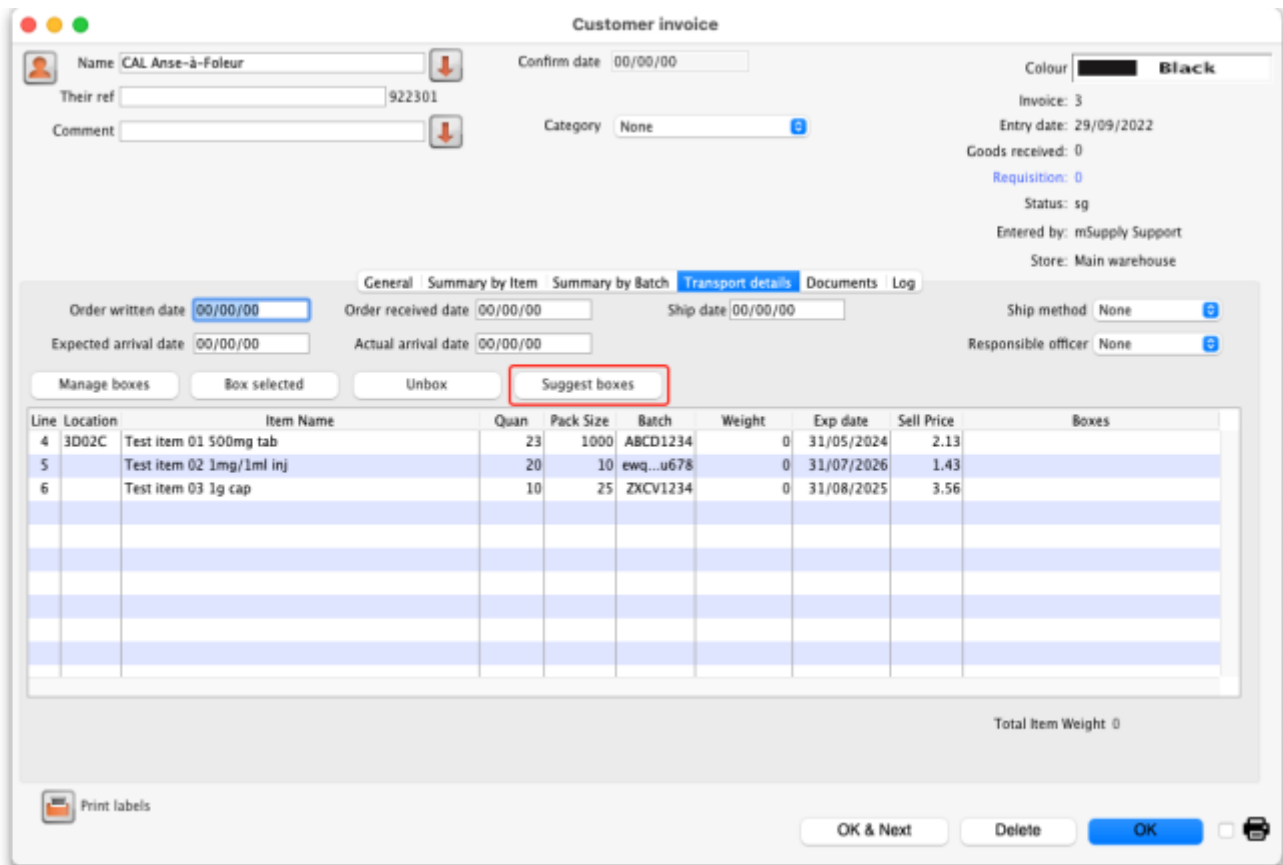 Customer invoice
Name CAL Anse-à-Foleur Confirm date 00/00/00 Colour Black
Their ref 922301 Invoice: 3
Comment Category None Entry date: 29/09/2022
Goods received: 0
Requisition: 0
Status: sg
Entered by: mSupply Support
Store: Main warehouse
General Summary by Item Summary by Batch Transport details Documents Log
Order written date 00/00/00 Order received date 00/00/00 Ship date 00/00/00 Ship method None
Expected arrival date 00/00/00 Actual arrival date 00/00/00 Responsible officer None
Manage boxes Box selected Unbox Suggest boxes
Line Location Item Name Quan Pack Size Batch Weight Exp date Sell Price Boxes
4 3D02C Test item 01 500mg tab 23 1000 ABCD1234 0 31/05/2024 2.13
5 Test item 02 1mg/1ml inj 20 10 ewq...u678 0 31/07/2026 1.43
6 Test item 03 1g cap 10 25 ZXCV1234 0 31/08/2025 3.56
Total Item Weight 0
Print labels
OK & Next Delete OK